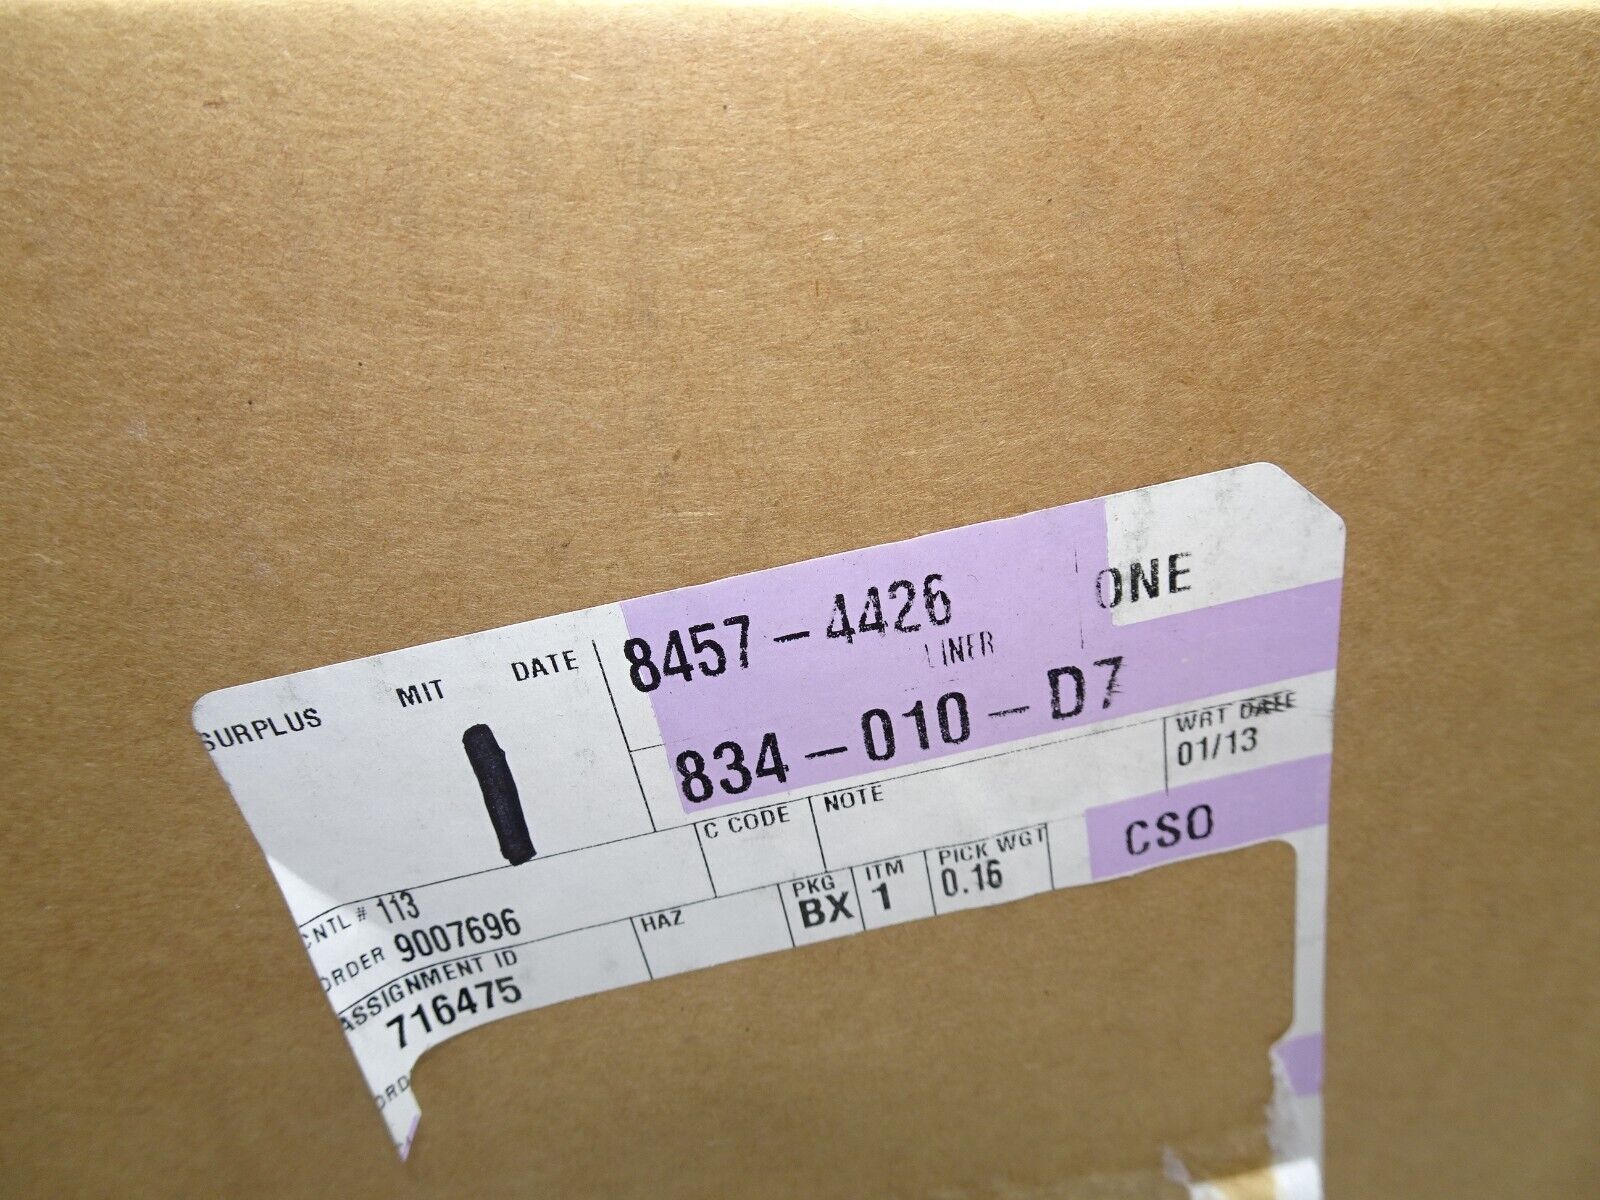 8457-4426 ONE
LINER
SURPLUS MIT DATE
834-010-D7
WRT DATE
01/13
C CODE NOTE
CSO
CNTL # 113
ORDER 9007696
HAZ
PKG
BX
ITM
1
PICK WGT
0.16
ASSIGNMENT ID
716475
ORD